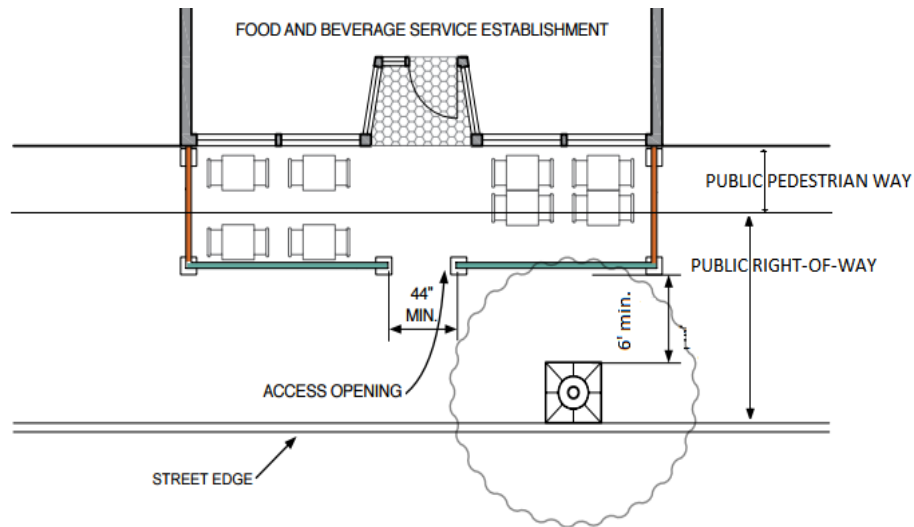 FOOD AND BEVERAGE SERVICE ESTABLISHMENT
PUBLIC PEDESTRIAN WAY
PUBLIC RIGHT-OF-WAY
44"
MIN.
6' min.
ACCESS OPENING
STREET EDGE